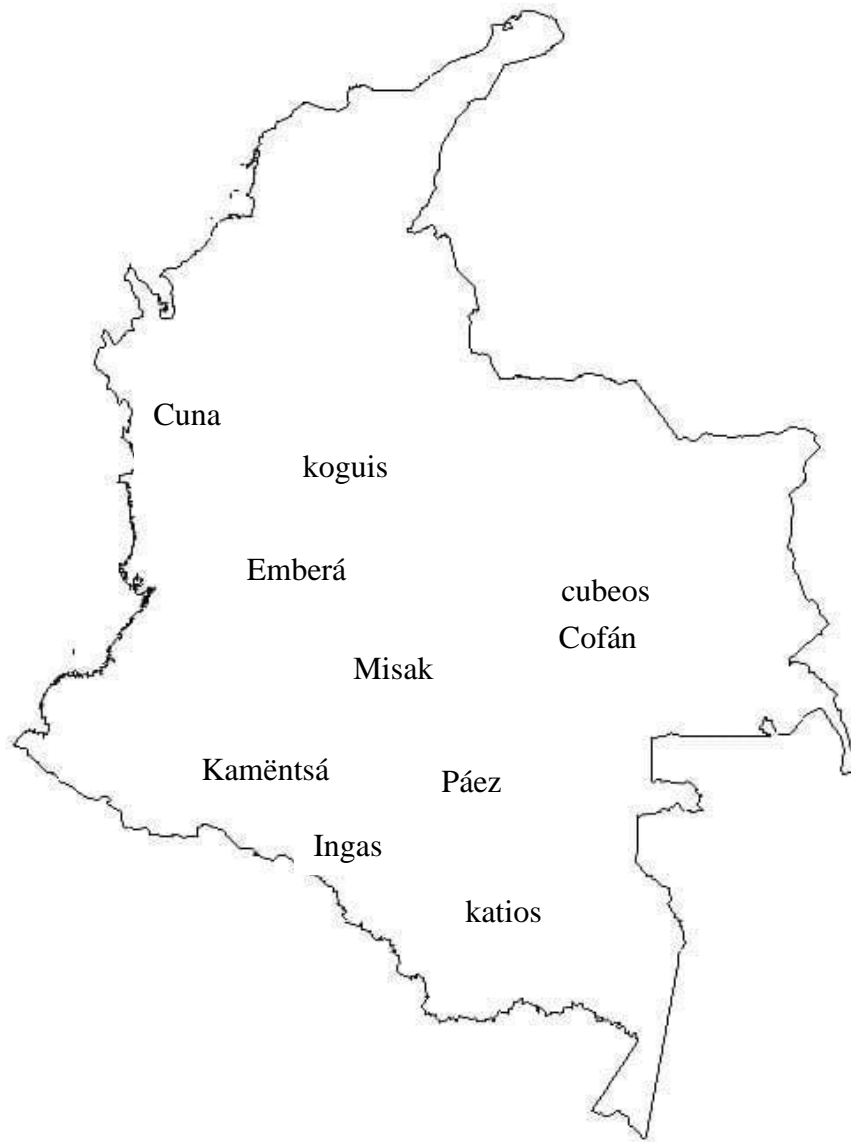 Cuna
koguis
Emberá
cubeos
Cofán
Misak
Kamëntsá
Páez
Ingas
katios